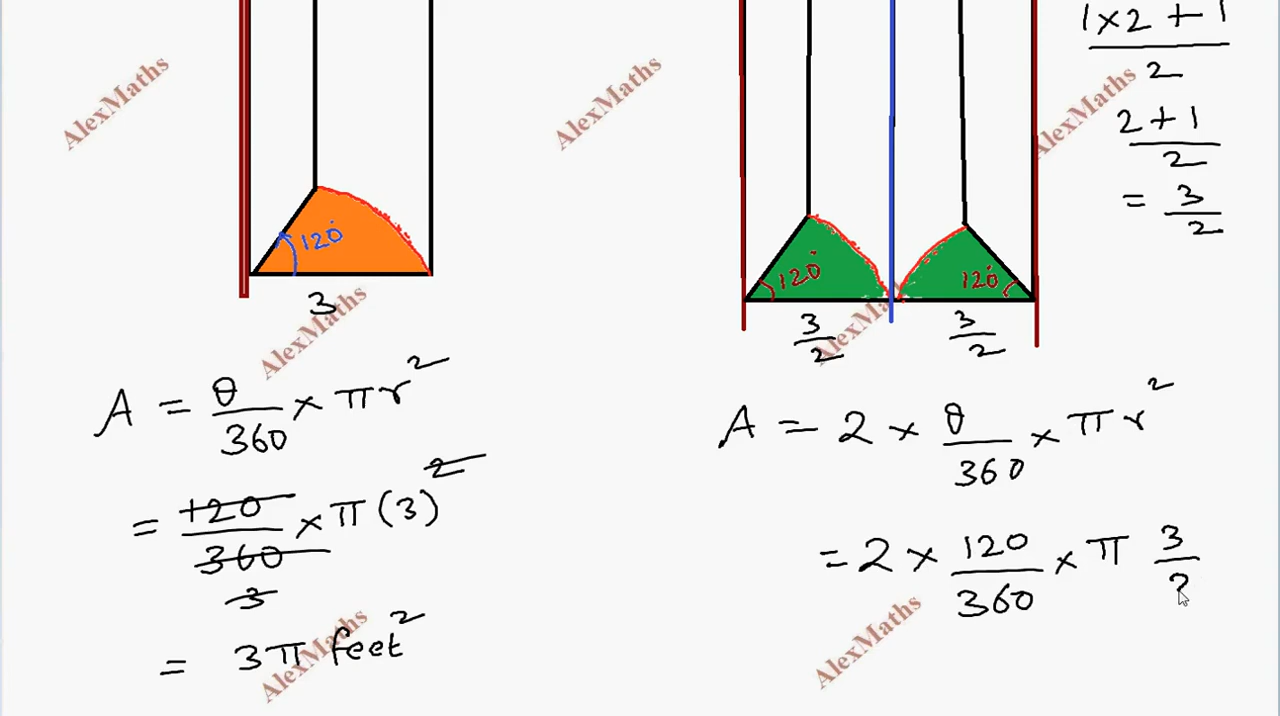 1×2+1
2
2+1
2
= 3/2
AlexMaths
AlexMaths
AlexMaths
120°
3
AlexMaths
120°
120°
3/2
3/2
AlexMaths
A = θ/360 × πr²
= 120/360 × π(3)²
3
= 3π feet²
AlexMaths
A = 2 × θ/360 × πr²
= 2 × 120/360 × π 3/2
AlexMaths